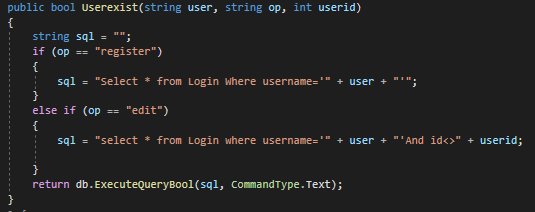 public bool Userexist(string user, string op, int userid)
{
string sql = "";
if (op == "register")
{
sql = "Select * from Login Where username='" + user + "'";
}
else if (op == "edit")
{
sql = "select * from Login where username='" + user + "'And id<>" + userid;
}
return db.ExecuteQueryBool(sql, CommandType.Text);
}